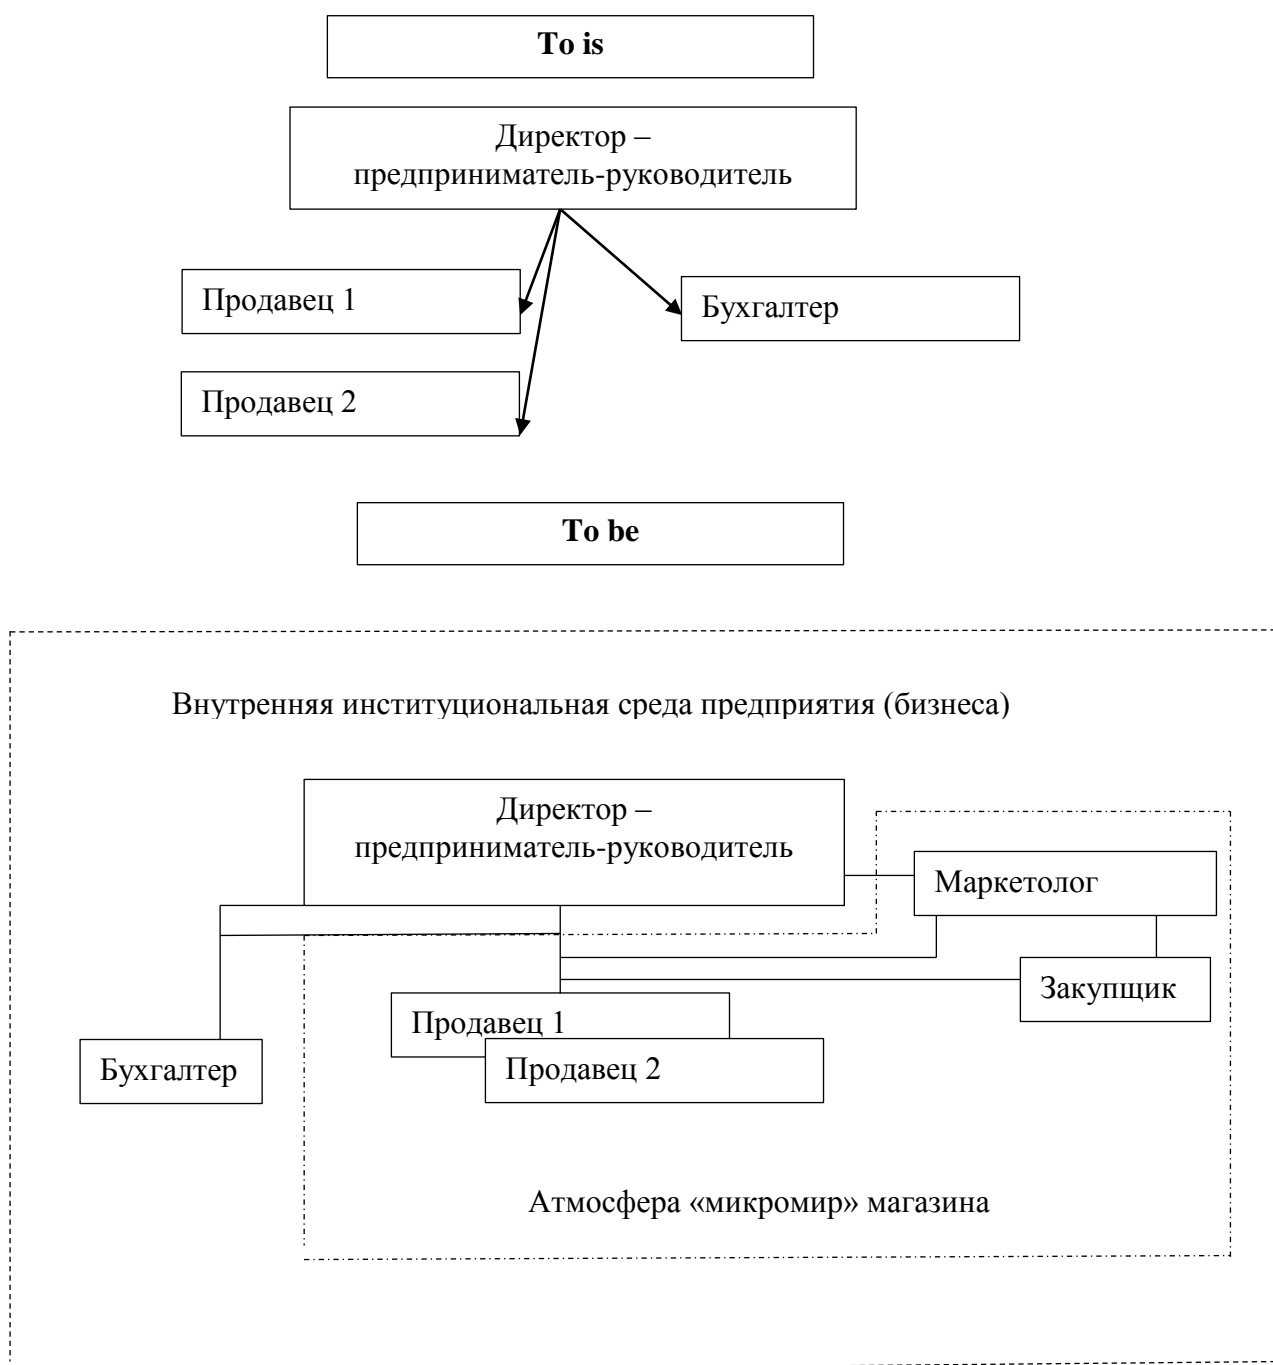 To is
Директор –
предприниматель-руководитель
Продавец 1
Бухгалтер
Продавец 2
To be
Внутренняя институциональная среда предприятия (бизнеса)
Директор –
предприниматель-руководитель
Маркетолог
Закупщик
Продавец 1
Бухгалтер
Продавец 2
Атмосфера «микромир» магазина